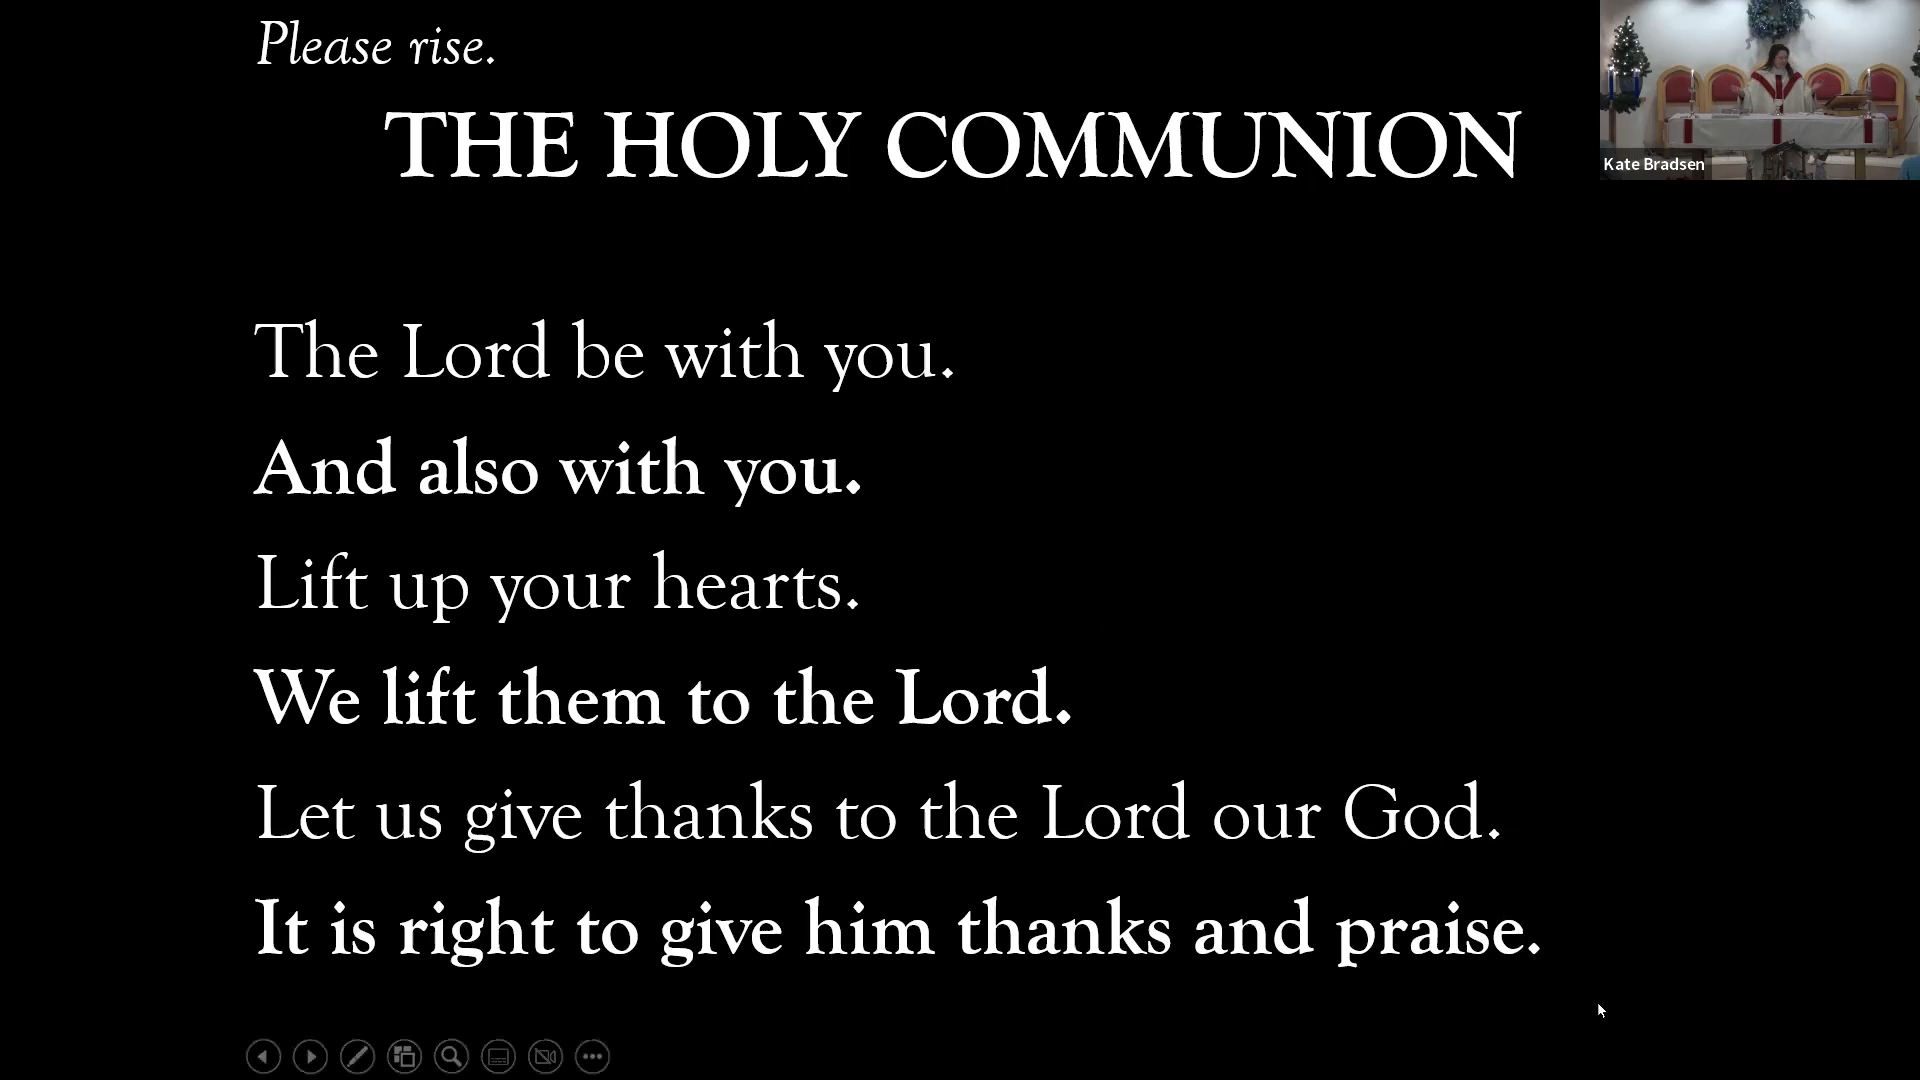 Please rise.
THE HOLY COMMUNION
Kate Bradsen
The Lord be with you.
And also with you.
Lift up your hearts.
We lift them to the Lord.
Let us give thanks to the Lord our God.
It is right to give him thanks and praise.